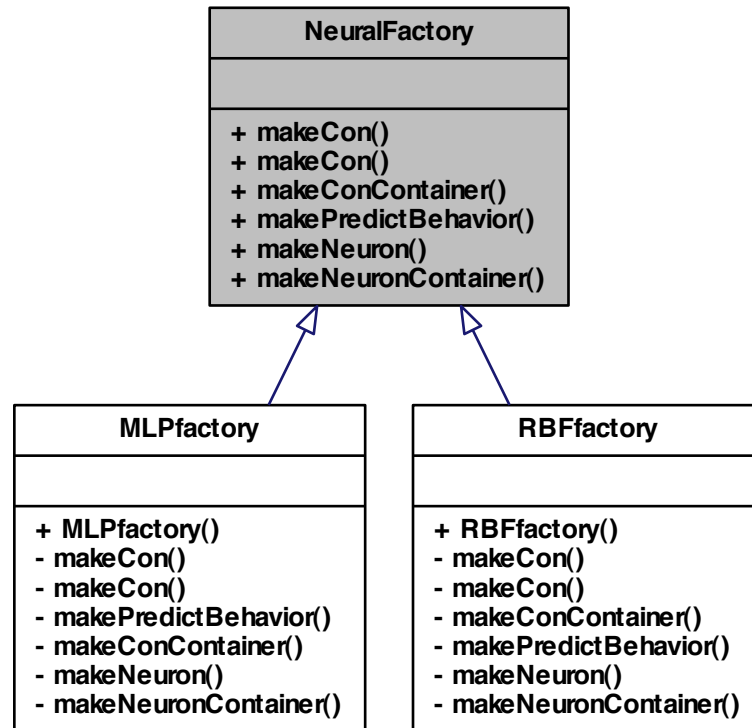 NeuralFactory
+ makeCon()
+ makeCon()
+ makeConContainer()
+ makePredictBehavior()
+ makeNeuron()
+ makeNeuronContainer()
MLPfactory
+ MLPfactory()
- makeCon()
- makeCon()
- makePredictBehavior()
- makeConContainer()
- makeNeuron()
- makeNeuronContainer()
RBFfactory
+ RBFfactory()
- makeCon()
- makeCon()
- makeConContainer()
- makePredictBehavior()
- makeNeuron()
- makeNeuronContainer()